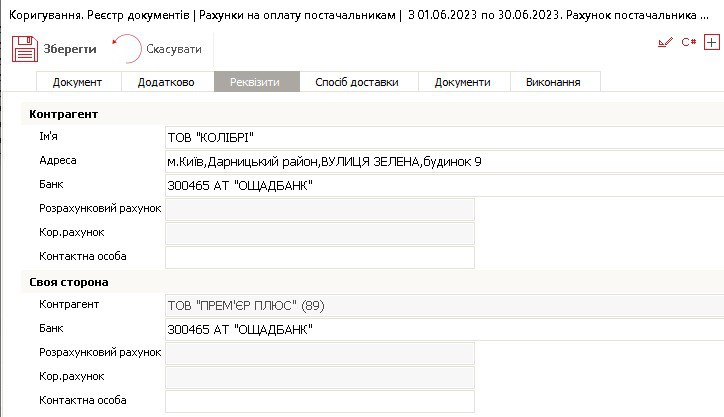 Коригування. Реєстр документів | Рахунки на оплату постачальникам | З 01.06.2023 по 30.06.2023. Рахунок постачальника ...
Зберегти Скасувати C#
Документ Додатково Реквізити Спосіб доставки Документи Виконання
Контрагент
Ім'я ТОВ "КОЛІБРІ"
Адреса м.Київ,Дарницький район,ВУЛИЦЯ ЗЕЛЕНА,будинок 9
Банк 300465 АТ "ОЩАДБАНК"
Розрахунковий рахунок
Кор.рахунок
Контактна особа
Своя сторона
Контрагент ТОВ "ПРЕМ'ЄР ПЛЮС" (89)
Банк 300465 АТ "ОЩАДБАНК"
Розрахунковий рахунок
Кор.рахунок
Контактна особа